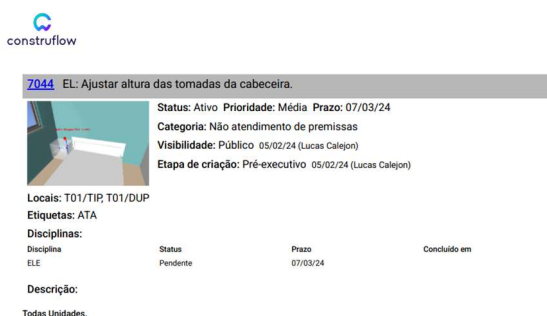 construflow
7044 EL: Ajustar altura das tomadas da cabeceira.
Status: Ativo Prioridade: Média Prazo: 07/03/24
Categoria: Não atendimento de premissas
Visibilidade: Público 05/02/24 (Lucas Calejon)
Etapa de criação: Pré-executivo 05/02/24 (Lucas Calejon)
Locais: T01/TIP, T01/DUP
Etiquetas: ATA
Disciplinas:
Disciplina Status Prazo Concluído em
ELE Pendente 07/03/24
Descrição:
Todas Unidades.